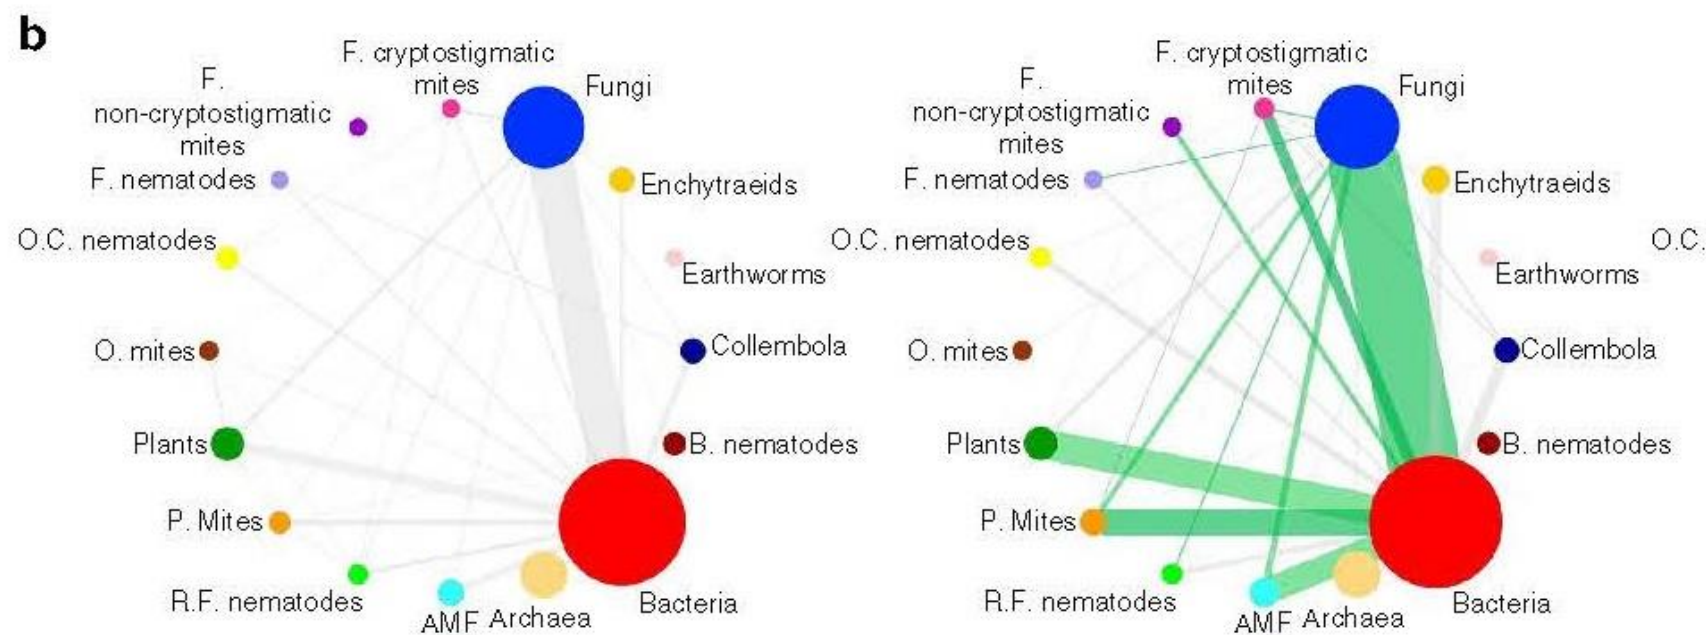 b
F. cryptostigmatic
mites
Fungi
F.
non-cryptostigmatic
mites
F. nematodes
Enchytraeids
O.C. nematodes
Earthworms
O. mites
Collembola
Plants
B. nematodes
P. Mites
R.F. nematodes
AMF
Archaea
Bacteria
F. cryptostigmatic
mites
Fungi
F.
non-cryptostigmatic
mites
F. nematodes
Enchytraeids
O.C. nematodes
Earthworms
O. mites
Collembola
Plants
B. nematodes
P. Mites
R.F. nematodes
AMF
Archaea
Bacteria
O.C.